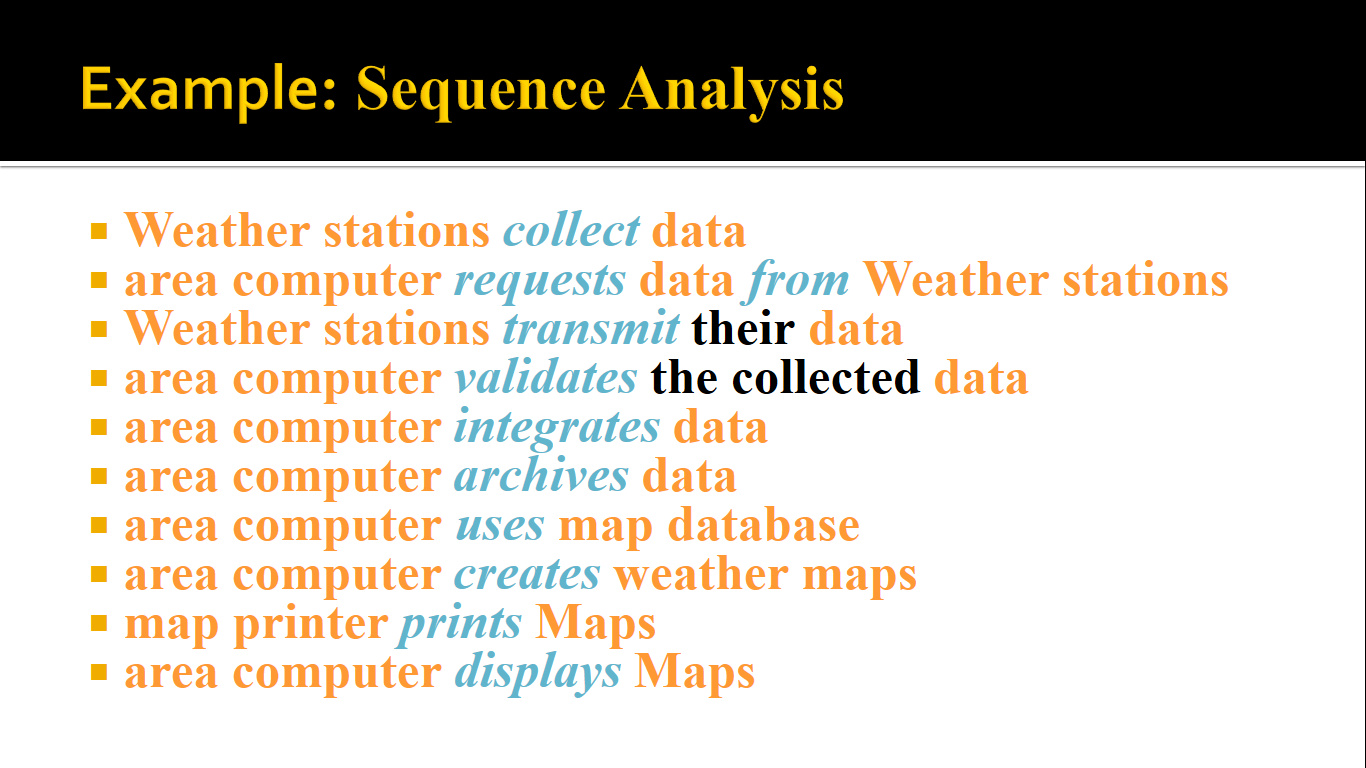 Example: Sequence Analysis
Weather stations collect data
area computer requests data from Weather stations
Weather stations transmit their data
area computer validates the collected data
area computer integrates data
area computer archives data
area computer uses map database
area computer creates weather maps
map printer prints Maps
area computer displays Maps